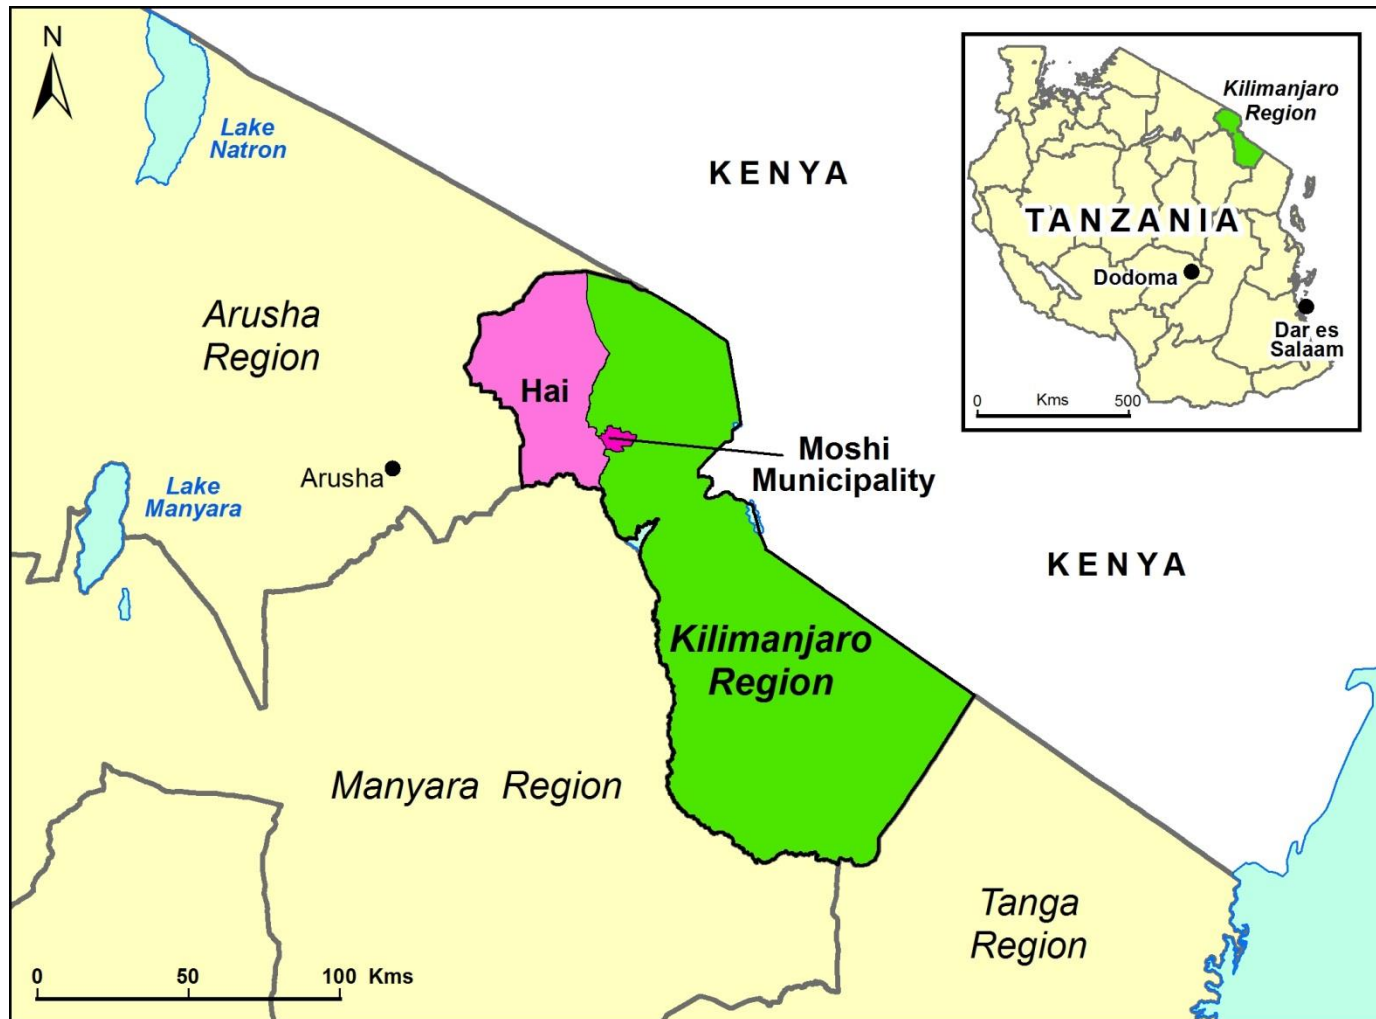 N
Lake
Natron
KENYA
Kilimanjaro
Region
TANZANIA
Dodoma
Dar es
Salaam
0 Kms 500
Arusha
Region
Hai
Moshi
Municipality
Arusha
Lake
Manyara
KENYA
Kilimanjaro
Region
Manyara Region
Tanga
Region
0 50 100 Kms